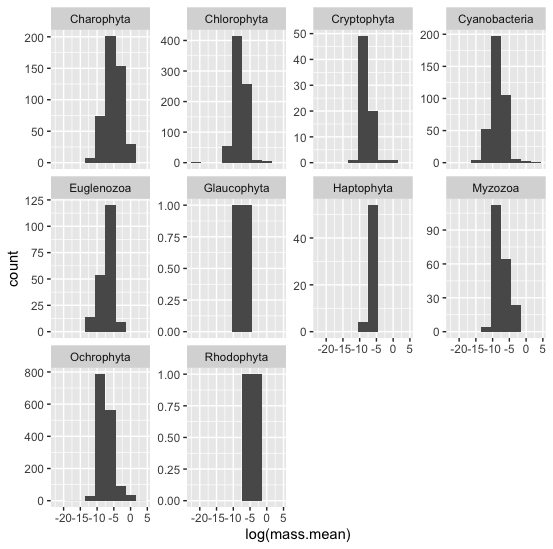 Charophyta Chlorophyta Cryptophyta Cyanobacteria
200 150 100 50 0
400 300 200 100 0
50 40 30 20 10 0
200 150 100 50 0
Euglenozoa Glaucophyta Haptophyta Myzozoa
125 100 75 50 25 0
1.00 0.75 0.50 0.25 0.00
40 20 0
90 60 30 0
-20 -15 -10 -5 0 5
-20 -15 -10 -5 0 5
Ochrophyta Rhodophyta
800 600 400 200 0
1.00 0.75 0.50 0.25 0.00
-20 -15 -10 -5 0 5
-20 -15 -10 -5 0 5
count
log(mass.mean)